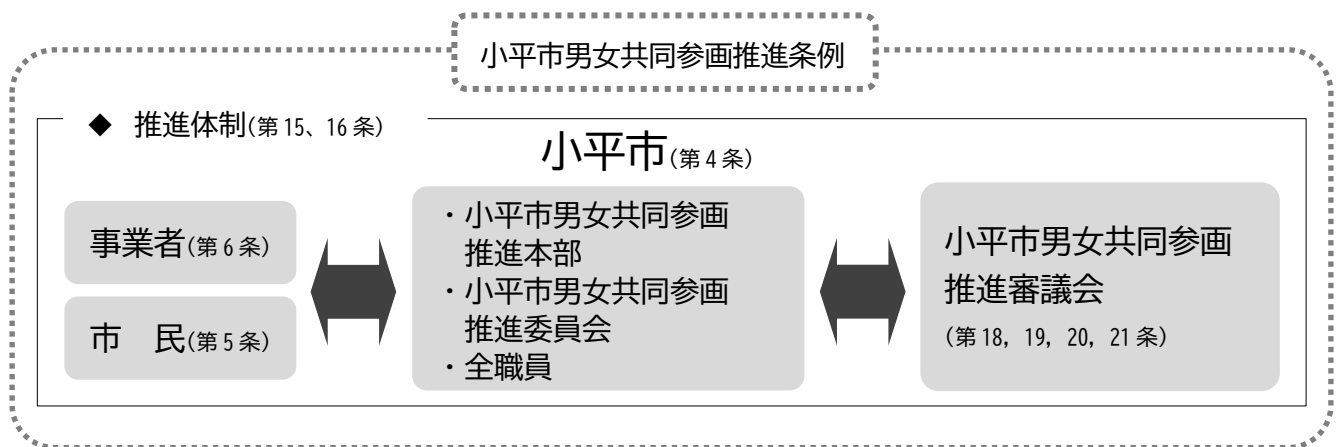 小平市男女共同参画推進条例
◆ 推進体制(第15、16条)
小平市(第4条)
事業者(第6条)
市　民(第5条)
・小平市男女共同参画
推進本部
・小平市男女共同参画
推進委員会
・全職員
小平市男女共同参画
推進審議会
(第18, 19, 20, 21条)